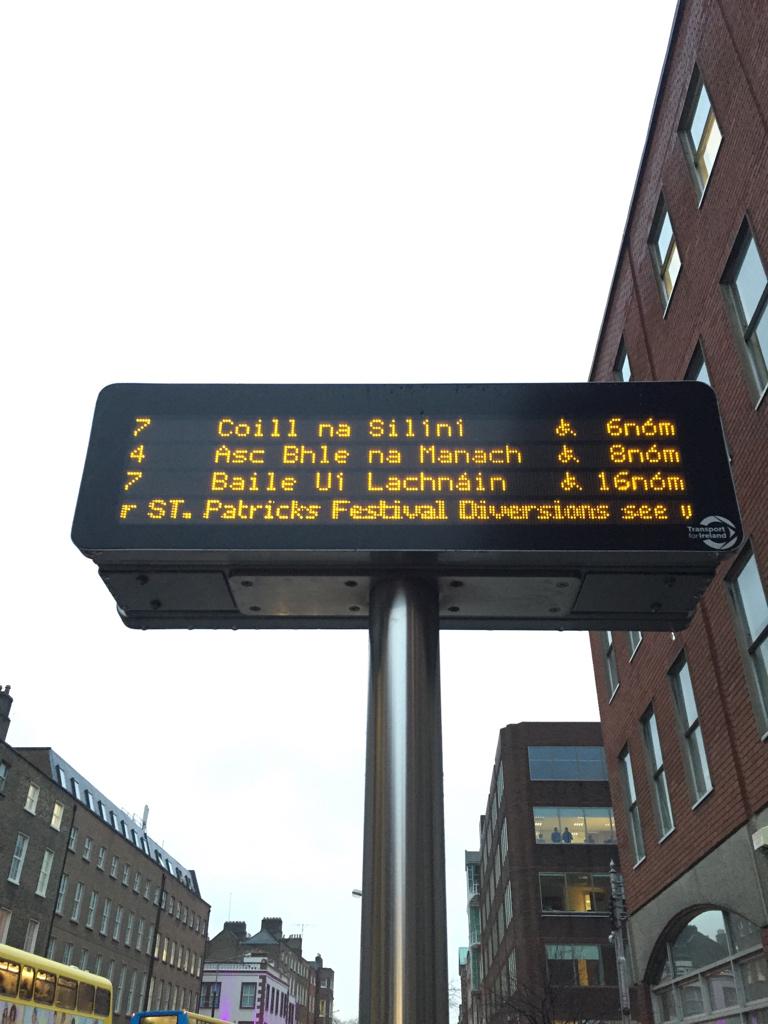 7 Coill na Silíní 6nóm
4 Asc Bhle na Manach 8nóm
7 Baile Uí Lachnáin 16nóm
r ST. Patricks Festival Diversions see v
Transport
for Ireland